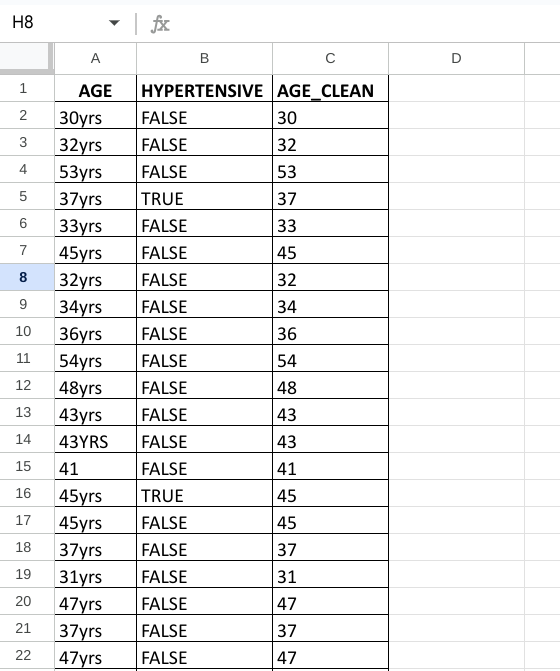 H8 fx
A B C D
1 AGE HYPERTENSIVE AGE_CLEAN
2 30yrs FALSE 30
3 32yrs FALSE 32
4 53yrs FALSE 53
5 37yrs TRUE 37
6 33yrs FALSE 33
7 45yrs FALSE 45
8 32yrs FALSE 32
9 34yrs FALSE 34
10 36yrs FALSE 36
11 54yrs FALSE 54
12 48yrs FALSE 48
13 43yrs FALSE 43
14 43YRS FALSE 43
15 41 FALSE 41
16 45yrs TRUE 45
17 45yrs FALSE 45
18 37yrs FALSE 37
19 31yrs FALSE 31
20 47yrs FALSE 47
21 37yrs FALSE 37
22 47yrs FALSE 47